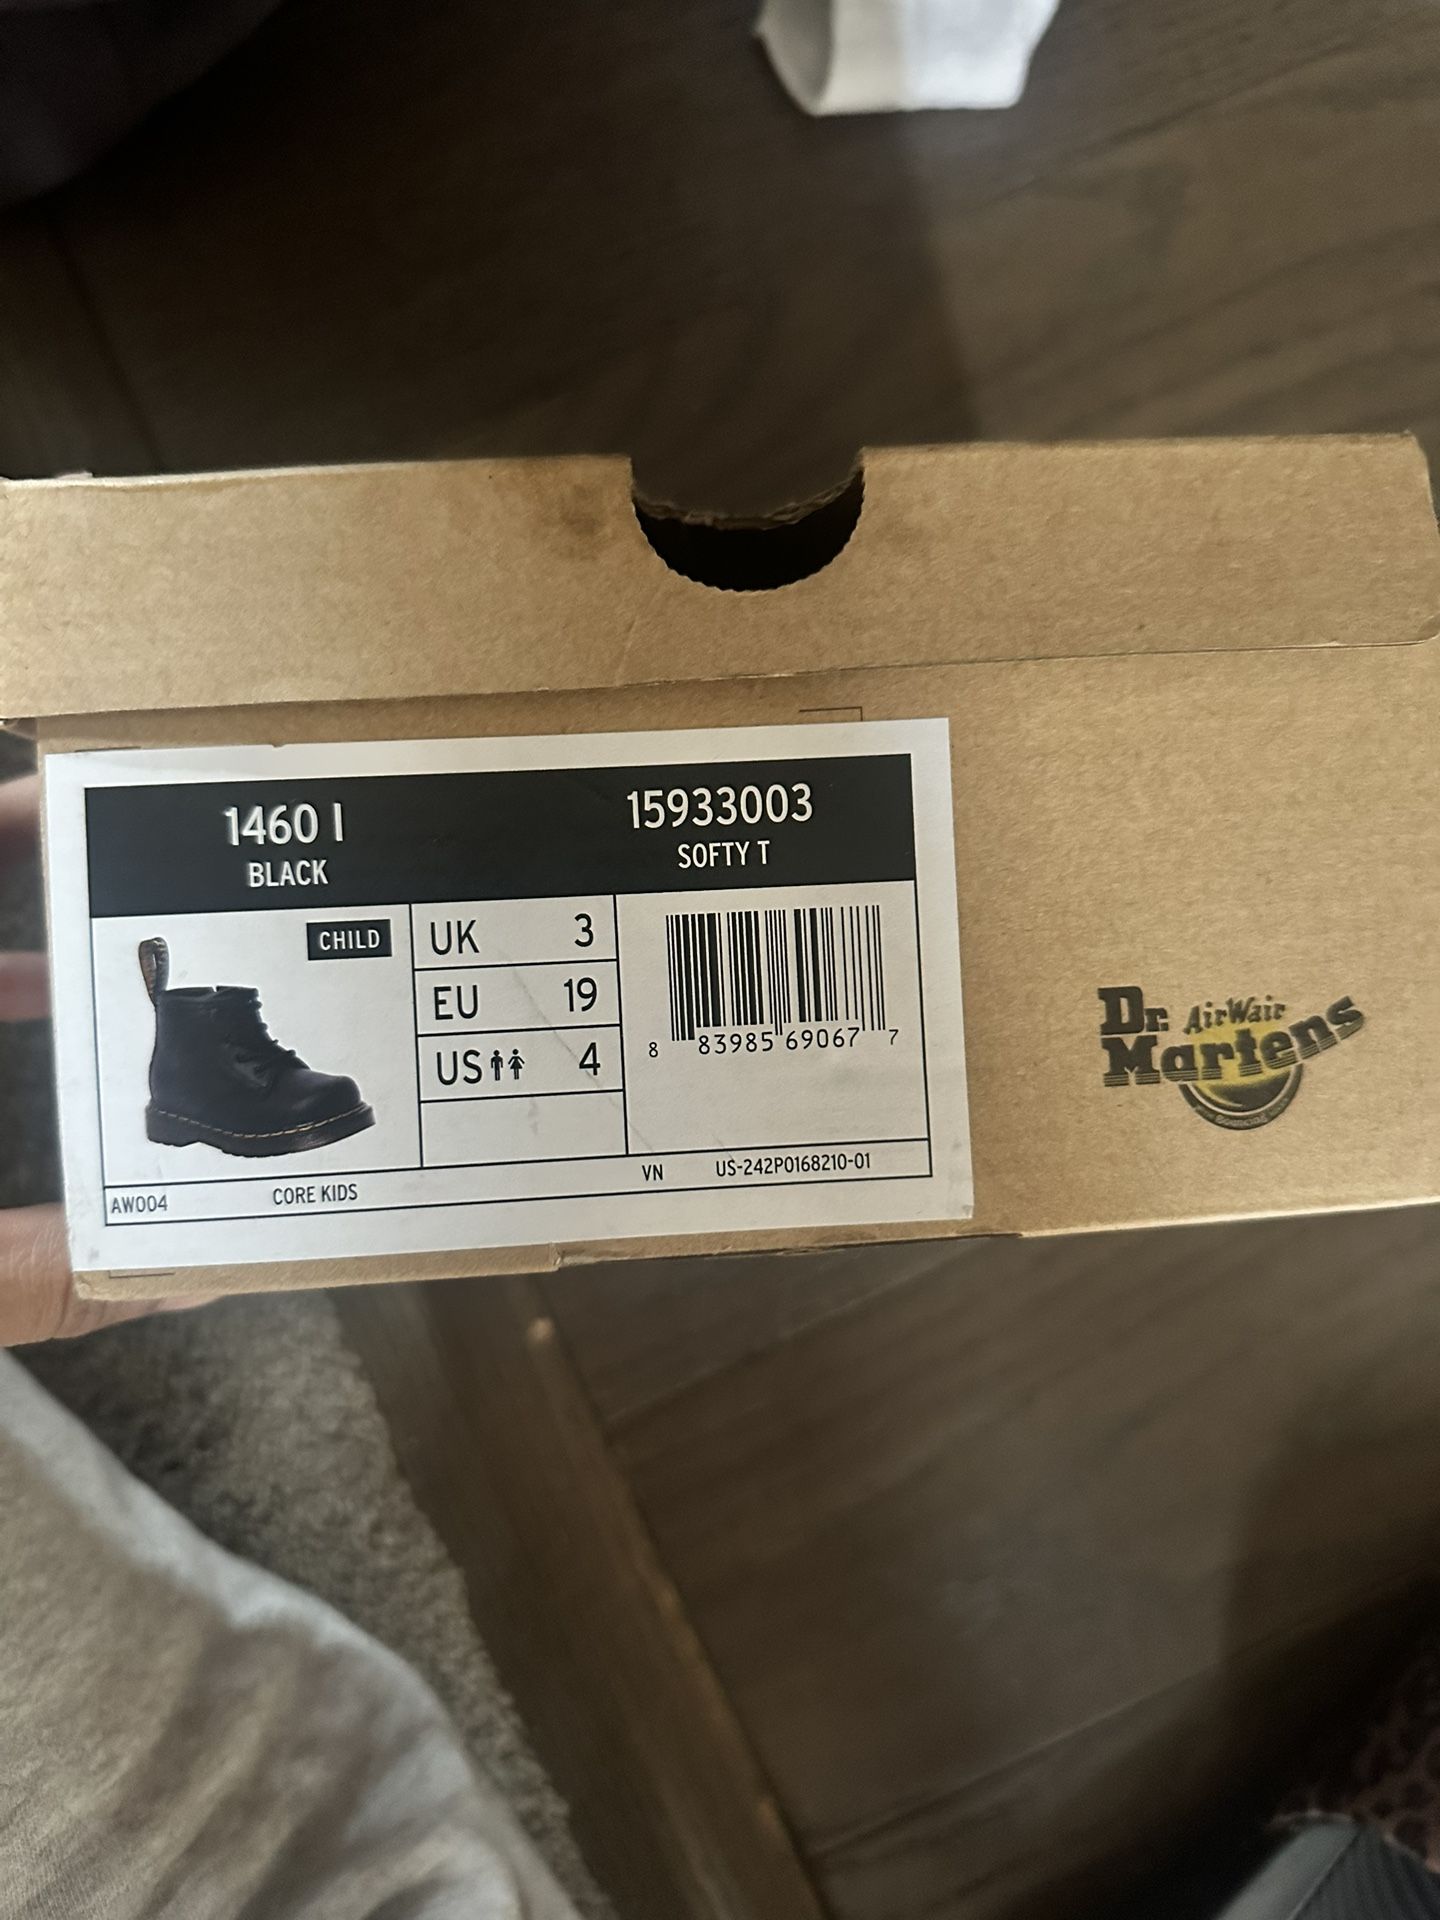 1460 I
BLACK
15933003
SOFTY T
CHILD
UK 3
EU 19
US 4
8 83985 69067 7
AW004
CORE KIDS
VN
US-242P0168210-01
Dr. AirWair
Martens